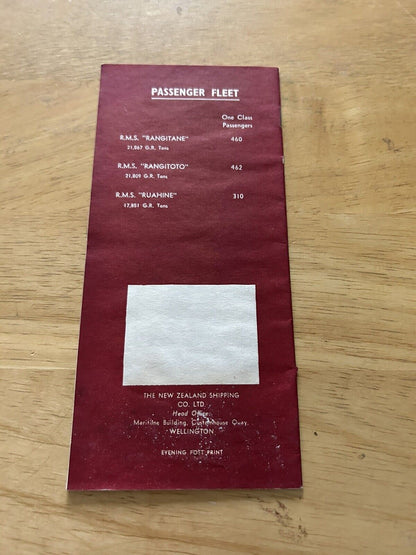 PASSENGER FLEET
One Class
Passengers
R.M.S. "RANGITANE" 460
21,867 G.R. Tons
R.M.S. "RANGITOTO" 462
21,809 G.R. Tons
R.M.S. "RUAHINE" 310
17,851 G.R. Tons
THE NEW ZEALAND SHIPPING
CO. LTD.
Head Office:
Maritime Building, Customhouse Quay,
WELLINGTON
EVENING POST PRINT